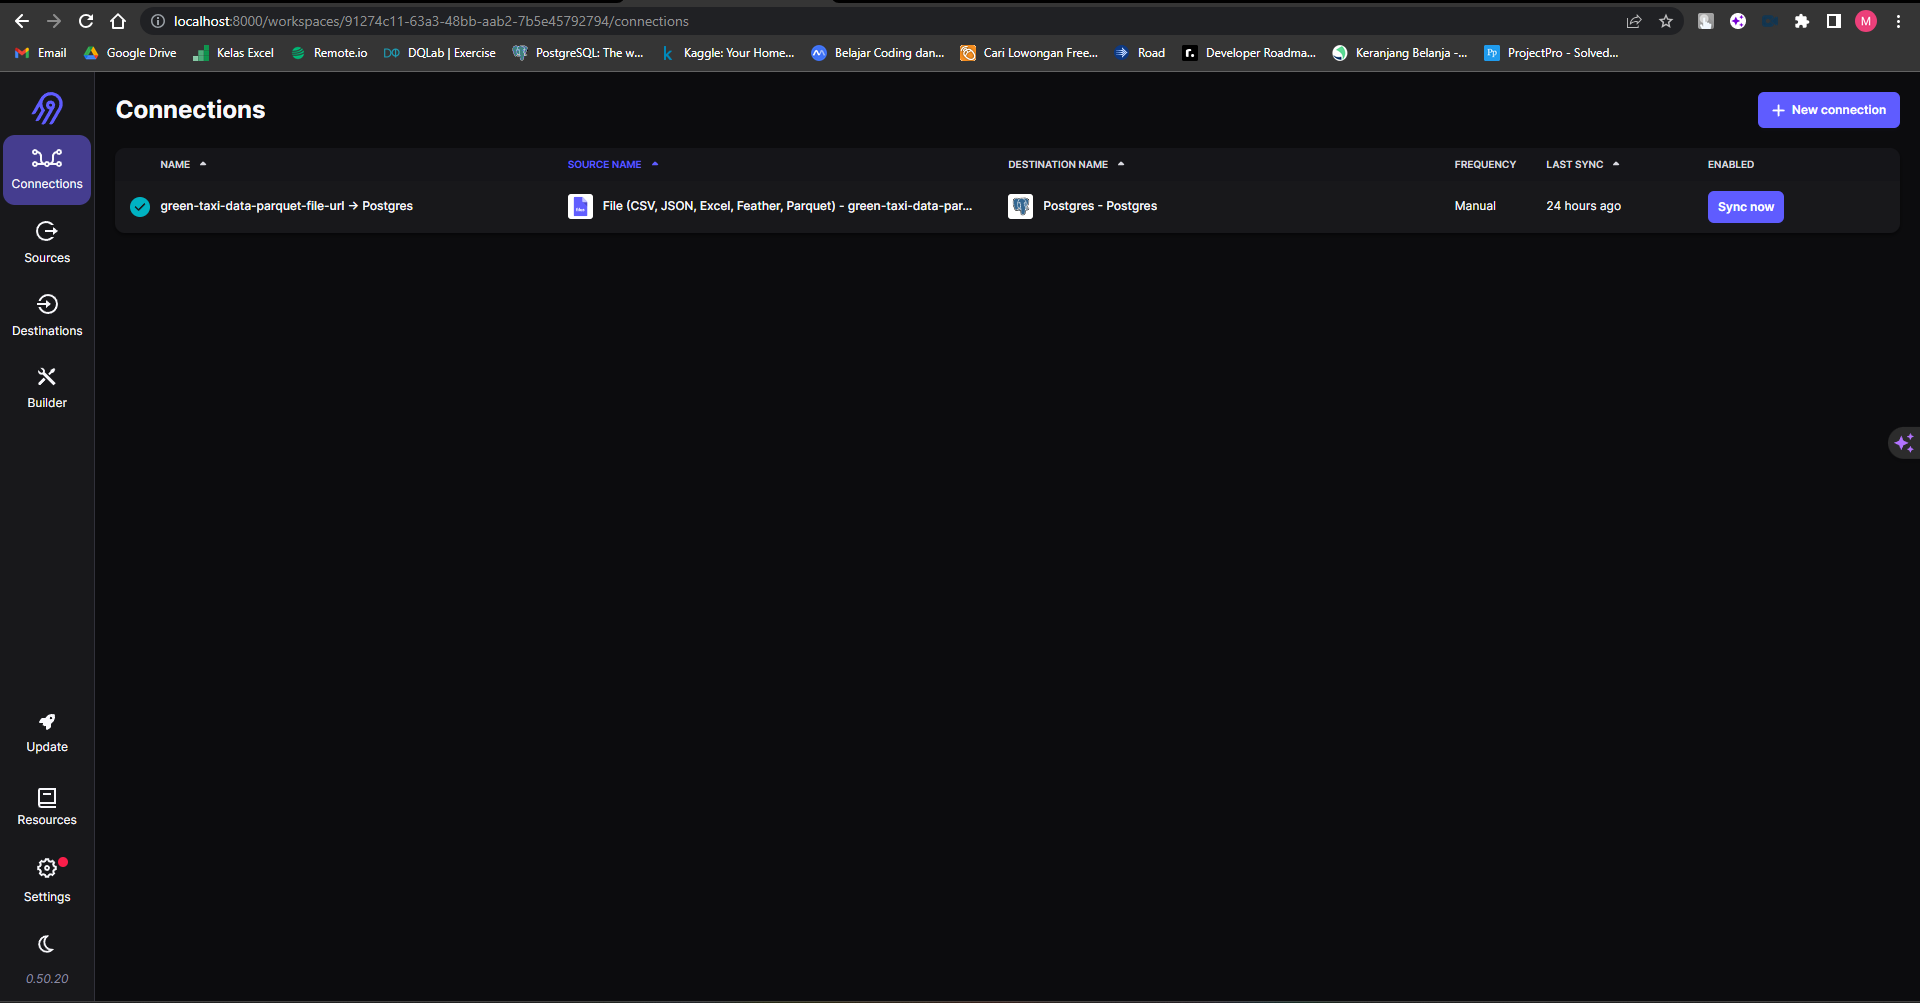 localhost:8000/workspaces/91274c11-63a3-48bb-aab2-7b5e45792794/connections
M
Email Google Drive Kelas Excel Remote.io DQLab | Exercise PostgreSQL: The w... Kaggle: Your Home... Belajar Coding dan... Cari Lowongan Free... Road Developer Roadma... Keranjang Belanja -... ProjectPro - Solved...
Connections
New connection
Connections
Sources
Destinations
Builder
Update
Resources
Settings
0.50.20
NAME SOURCE NAME DESTINATION NAME FREQUENCY LAST SYNC ENABLED
green-taxi-data-parquet-file-url → Postgres File (CSV, JSON, Excel, Feather, Parquet) - green-taxi-data-par... Postgres - Postgres Manual 24 hours ago Sync now